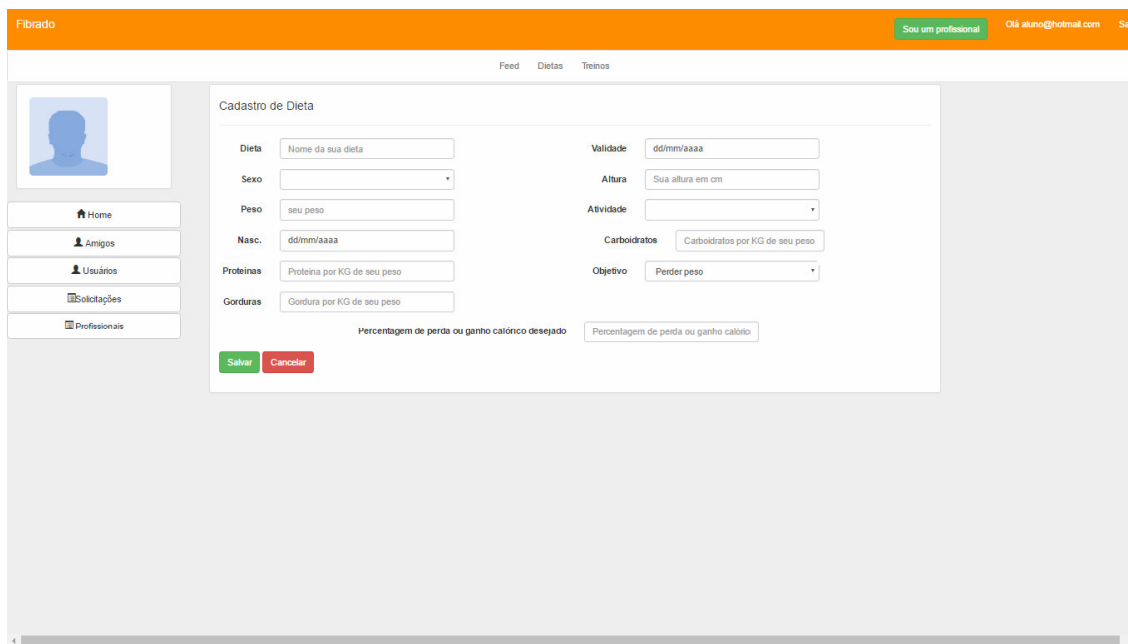 Fibrado
Sou um profissional
Olá aluno@hotmail.com
Feed Dietas Treinos
Home
Amigos
Usuários
Solicitações
Profissionais
Cadastro de Dieta
Dieta Nome da sua dieta Validade dd/mm/aaaa
Sexo Altura Sua altura em cm
Peso seu peso Atividade
Nasc. dd/mm/aaaa Carboidratos Carboidratos por KG de seu peso
Proteinas Proteina por KG de seu peso Objetivo Perder peso
Gorduras Gordura por KG de seu peso
Percentagem de perda ou ganho calórico desejado Percentagem de perda ou ganho calóric
Salvar Cancelar